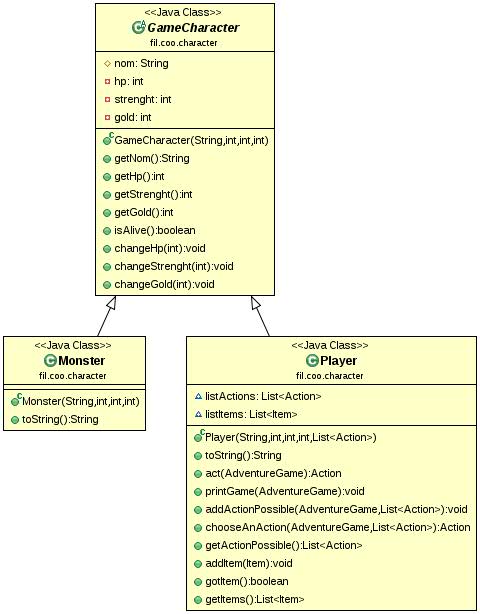 <<Java Class>>
GameCharacter
fil.coo.character
nom: String
hp: int
strenght: int
gold: int
GameCharacter(String,int,int,int)
getNom():String
getHp():int
getStrenght():int
getGold():int
isAlive():boolean
changeHp(int):void
changeStrenght(int):void
changeGold(int):void
<<Java Class>>
Monster
fil.coo.character
Monster(String,int,int,int)
toString():String
<<Java Class>>
Player
fil.coo.character
listActions: List<Action>
listItems: List<Item>
Player(String,int,int,int,List<Action>)
toString():String
act(AdventureGame):Action
printGame(AdventureGame):void
addActionPossible(AdventureGame,List<Action>):void
chooseAnAction(AdventureGame,List<Action>):Action
getActionPossible():List<Action>
addItem(Item):void
gotItem():boolean
getItems():List<Item>